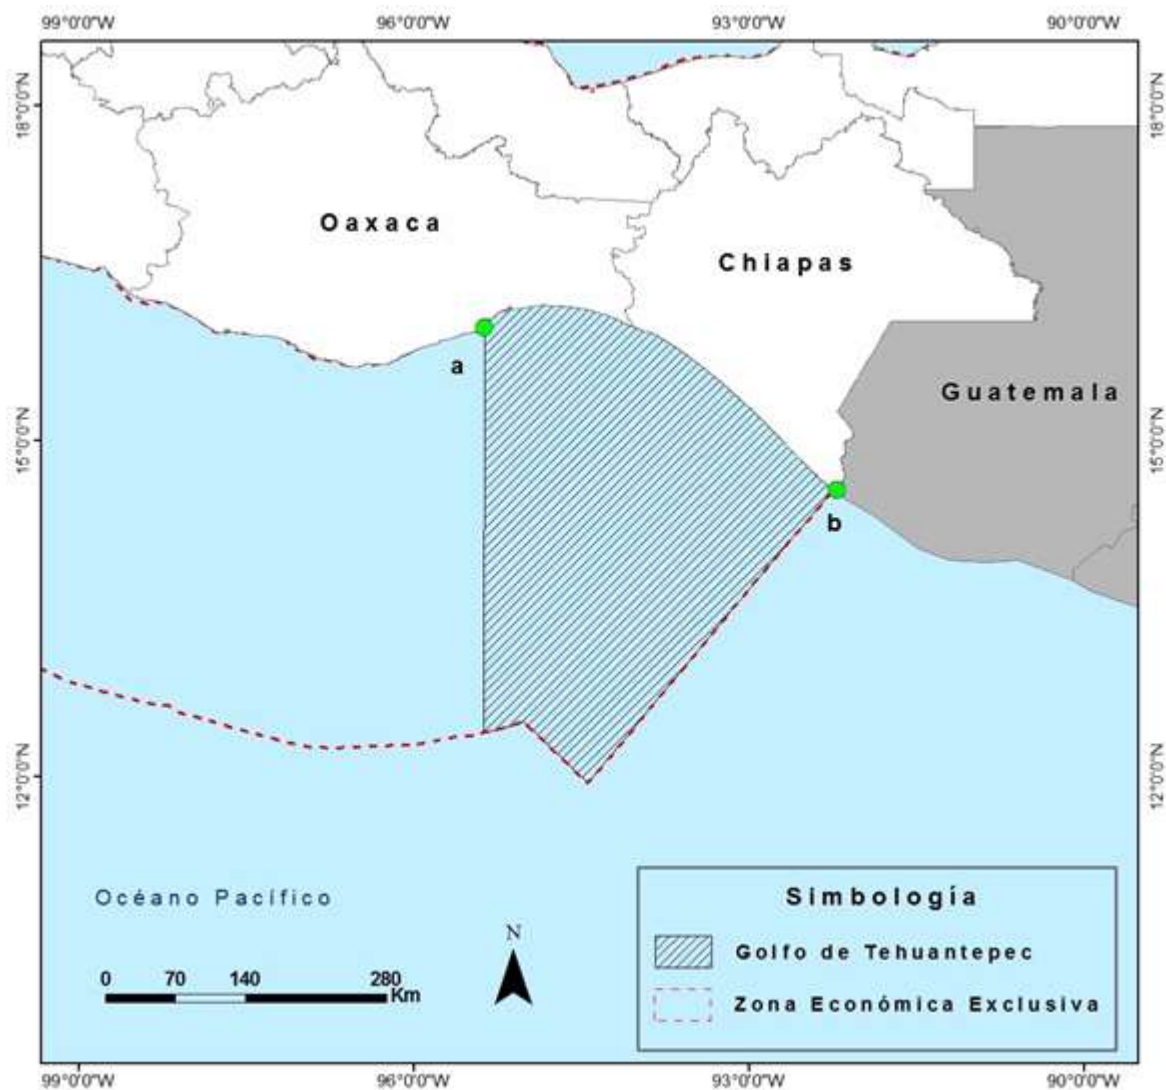 99°0'0"W 96°0'0"W 93°0'0"W 90°0'0"W
18°0'0"N 18°0'0"N
Oaxaca
Chiapas
a
Guatemala
15°0'0"N 15°0'0"N
b
12°0'0"N 12°0'0"N
Océano Pacífico
N
0 70 140 280
Km
Simbología
Golfo de Tehuantepec
Zona Económica Exclusiva
99°0'0"W 96°0'0"W 93°0'0"W 90°0'0"W